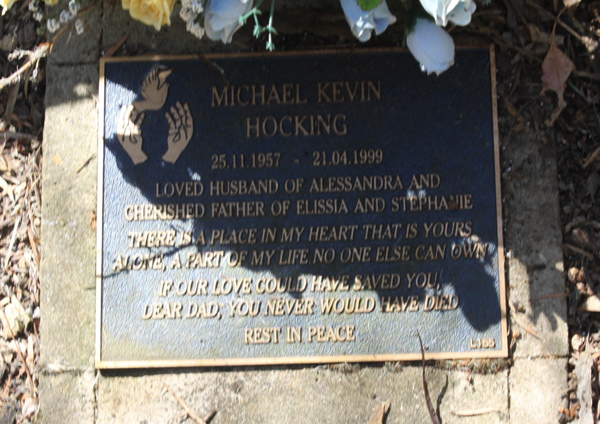 MICHAEL KEVIN
HOCKING
25.11.1957 - 21.04.1999
LOVED HUSBAND OF ALESSANDRA AND
CHERISHED FATHER OF ELISSIA AND STEPHANIE
THERE IS A PLACE IN MY HEART THAT IS YOURS
ALONE, A PART OF MY LIFE NO ONE ELSE CAN OWN
IF OUR LOVE COULD HAVE SAVED YOU,
DEAR DAD, YOU NEVER WOULD HAVE DIED
REST IN PEACE